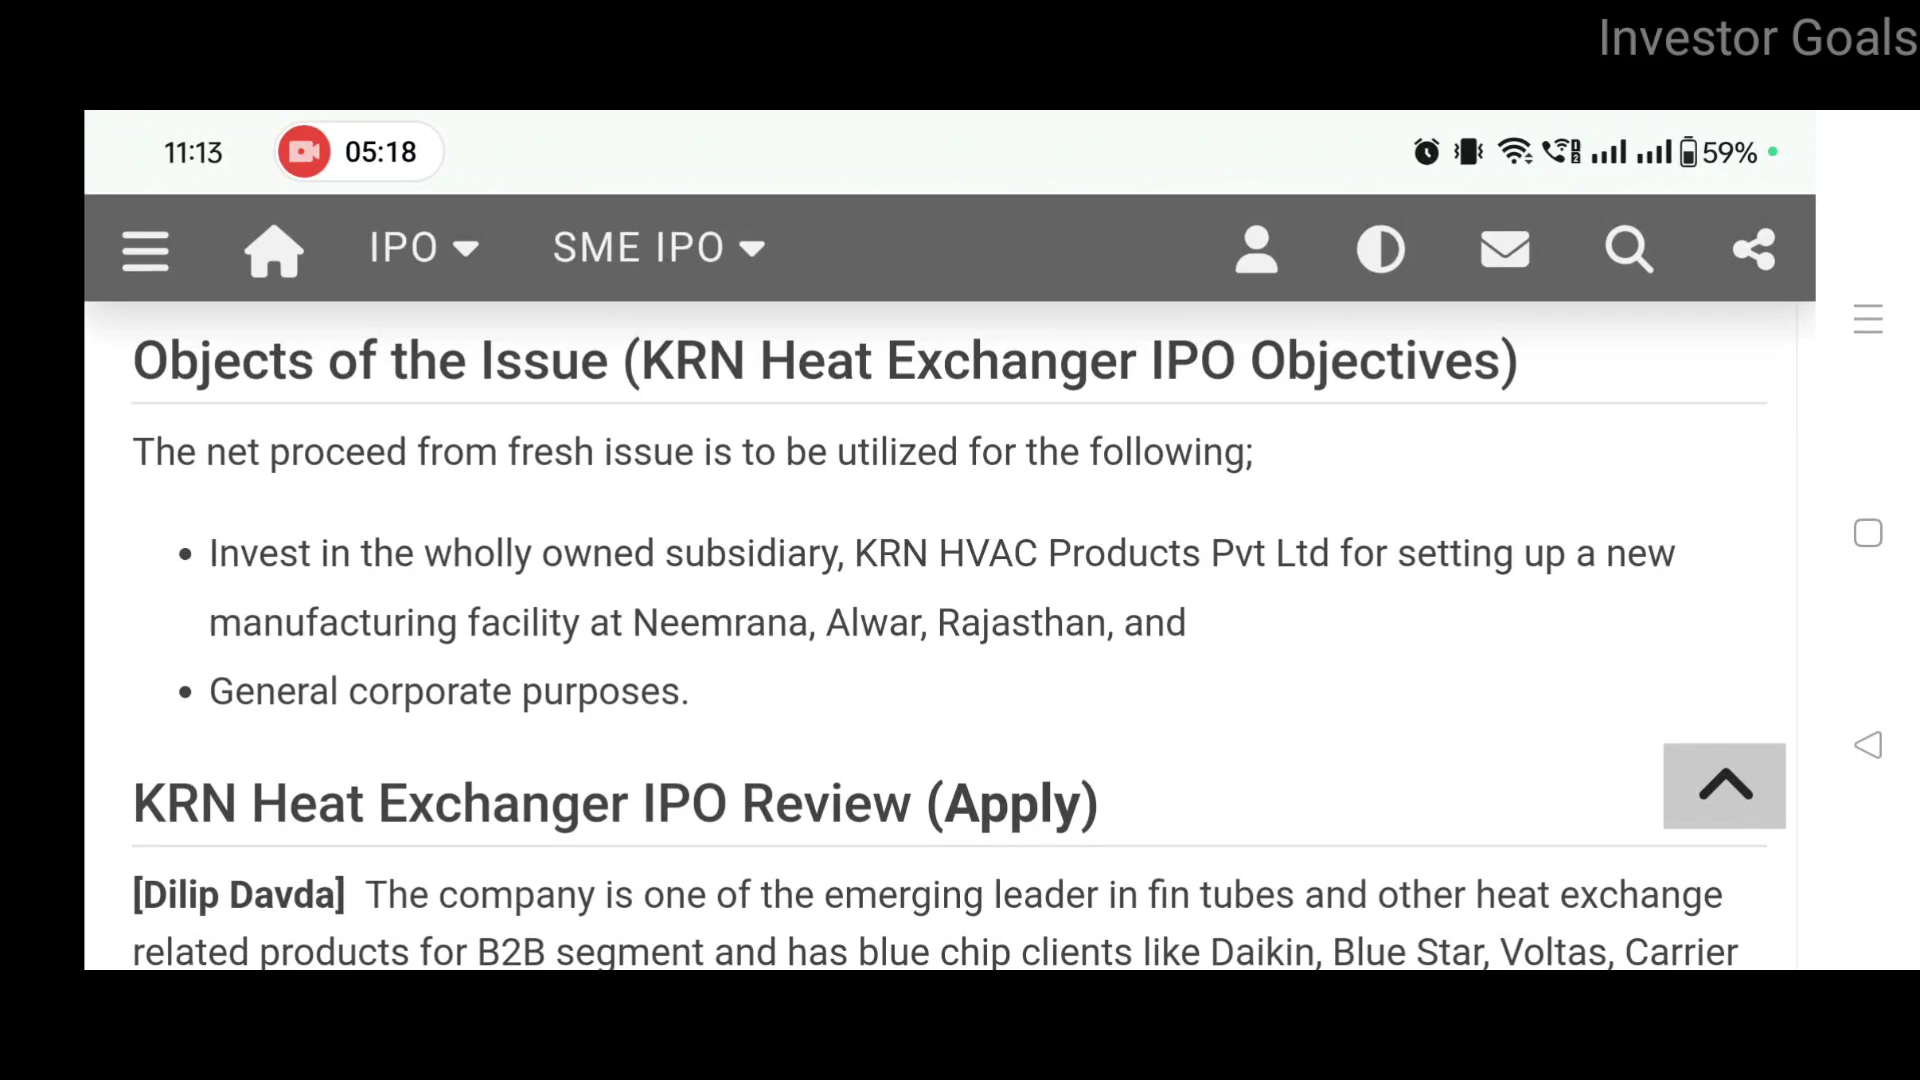 Investor Goals
11:13 05:18 59%
IPO SME IPO
Objects of the Issue (KRN Heat Exchanger IPO Objectives)
The net proceed from fresh issue is to be utilized for the following;
• Invest in the wholly owned subsidiary, KRN HVAC Products Pvt Ltd for setting up a new
manufacturing facility at Neemrana, Alwar, Rajasthan, and
• General corporate purposes.
KRN Heat Exchanger IPO Review (Apply)
[Dilip Davda] The company is one of the emerging leader in fin tubes and other heat exchange
related products for B2B segment and has blue chip clients like Daikin, Blue Star, Voltas, Carrier